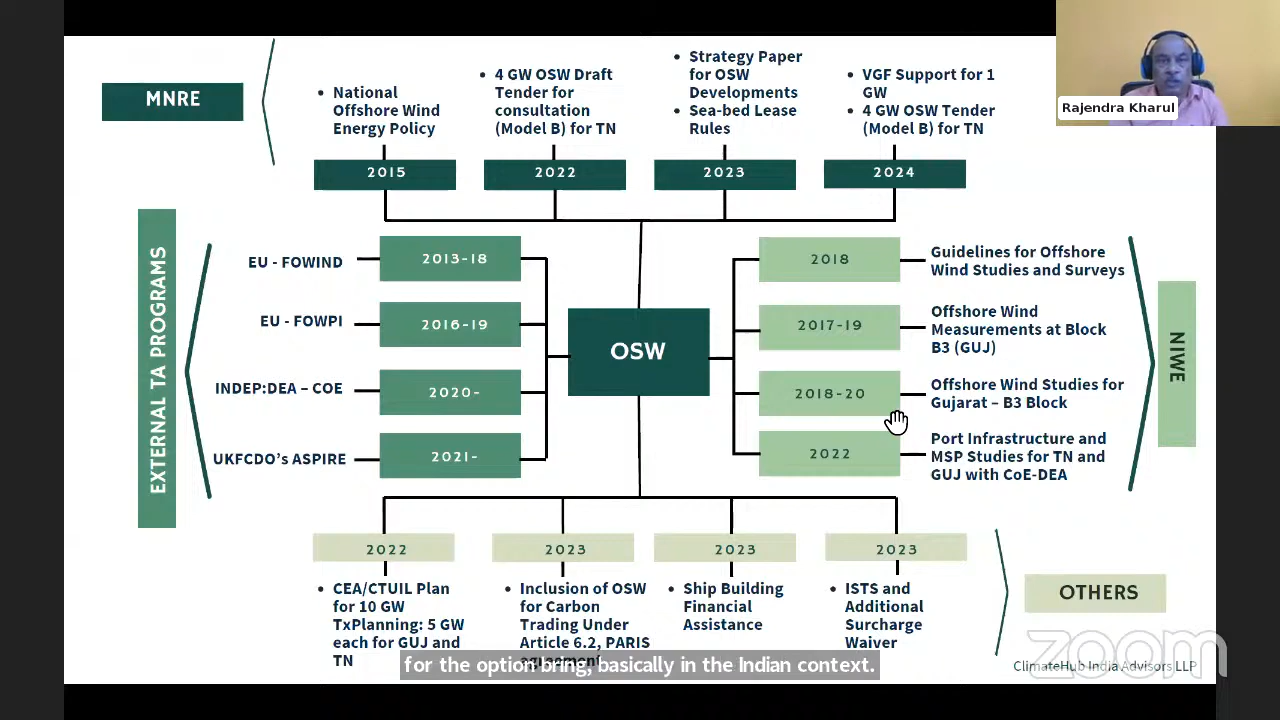 Rajendra Kharul
MNRE
• National
Offshore Wind
Energy Policy
• 4 GW OSW Draft
Tender for
consultation
(Model B) for TN
• Strategy Paper
for OSW
Developments
• Sea-bed Lease
Rules
• VGF Support for 1
GW
• 4 GW OSW Tender
(Model B) for TN
2015
2022
2023
2024
EXTERNAL TA PROGRAMS
EU - FOWIND
2013-18
EU - FOWPI
2016-19
INDEP:DEA – COE
2020-
UKFCDO's ASPIRE
2021-
OSW
2018
Guidelines for Offshore
Wind Studies and Surveys
2017-19
Offshore Wind
Measurements at Block
B3 (GUJ)
2018-20
Offshore Wind Studies for
Gujarat – B3 Block
2022
Port Infrastructure and
MSP Studies for TN and
GUJ with CoE-DEA
NIWE
2022
2023
2023
2023
• CEA/CTUIL Plan
for 10 GW
TxPlanning: 5 GW
each for GUJ and
TN
• Inclusion of OSW
for Carbon
Trading Under
Article 6.2, PARIS
• Ship Building
Financial
Assistance
• ISTS and
Additional
Surcharge
Waiver
OTHERS
for the option bring, basically in the Indian context.
ClimateHub India Advisors LLP
zoom